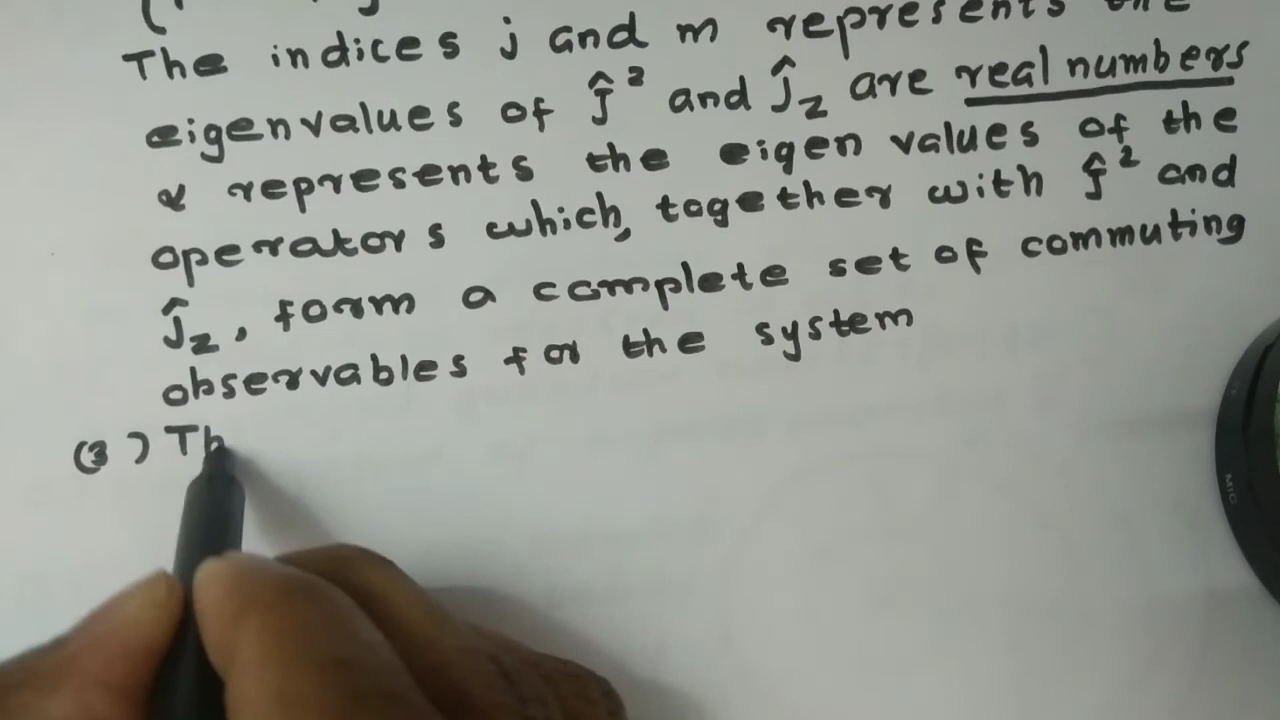 The indices j and m represents the
eigenvalues of Ĵ² and Ĵz are real numbers
α represents the eigen values of the
operators which, together with Ĵ² and
Ĵz, form a complete set of commuting
observables for the system
(3) Th
MIC